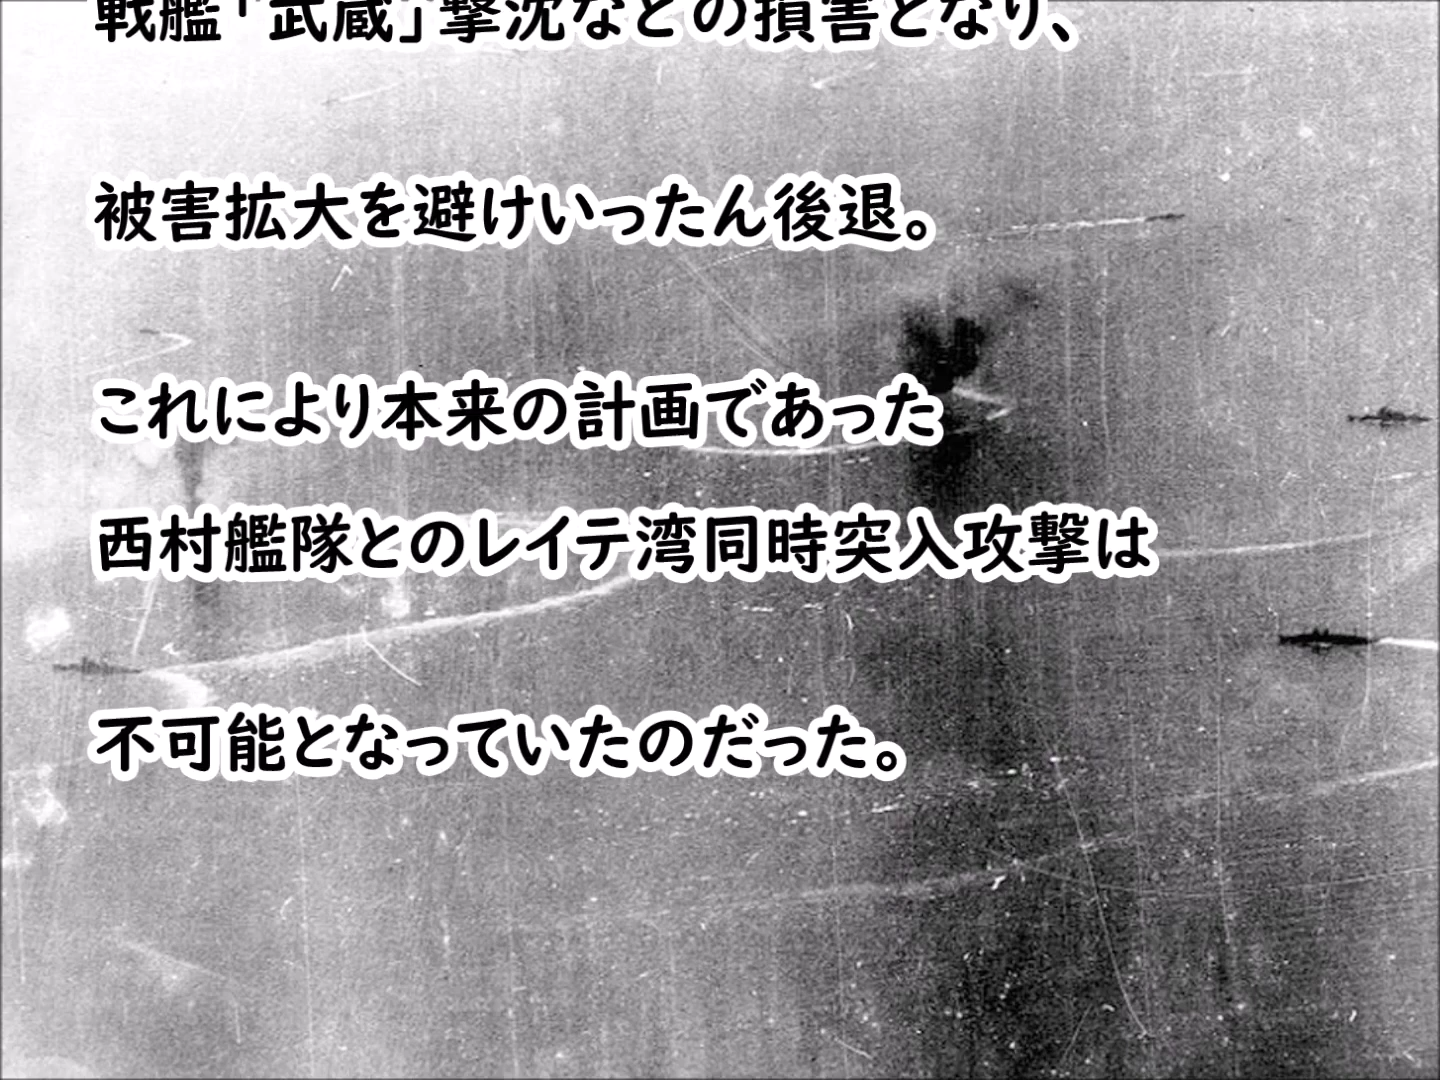 戦艦「武蔵」撃沈などの損害となり、
被害拡大を避けいったん後退。
これにより本来の計画であった
西村艦隊とのレイテ湾同時突入攻撃は
不可能となっていたのだった。